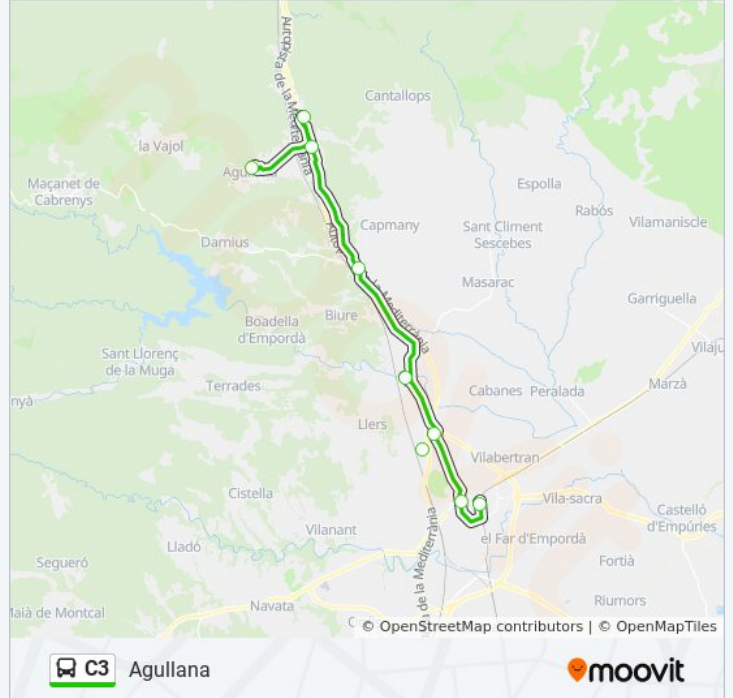 Autopista de la Mediterrània
Cantallops
la Vajol
Maçanet de
Cabrenys
Espolla
Rabós
Vilamaniscle
Capmany
Sant Climent
Sescebes
Darnius
la Mediterrània
Masarac
Garriguella
Biure
Boadella
d'Empordà
Sant Llorenç
de la Muga
Terrades
Cabanes
Peralada
Marzà
Llers
Vilabertran
Cistella
Vila-sacra
Castelló
d'Empúries
Vilanant
el Far d'Empordà
Lladó
de la Mediterrània
Segueró
Fortià
Riumors
Navata
aià de Montcal
© OpenStreetMap contributors | © OpenMapTiles
C3 Agullana
moovit